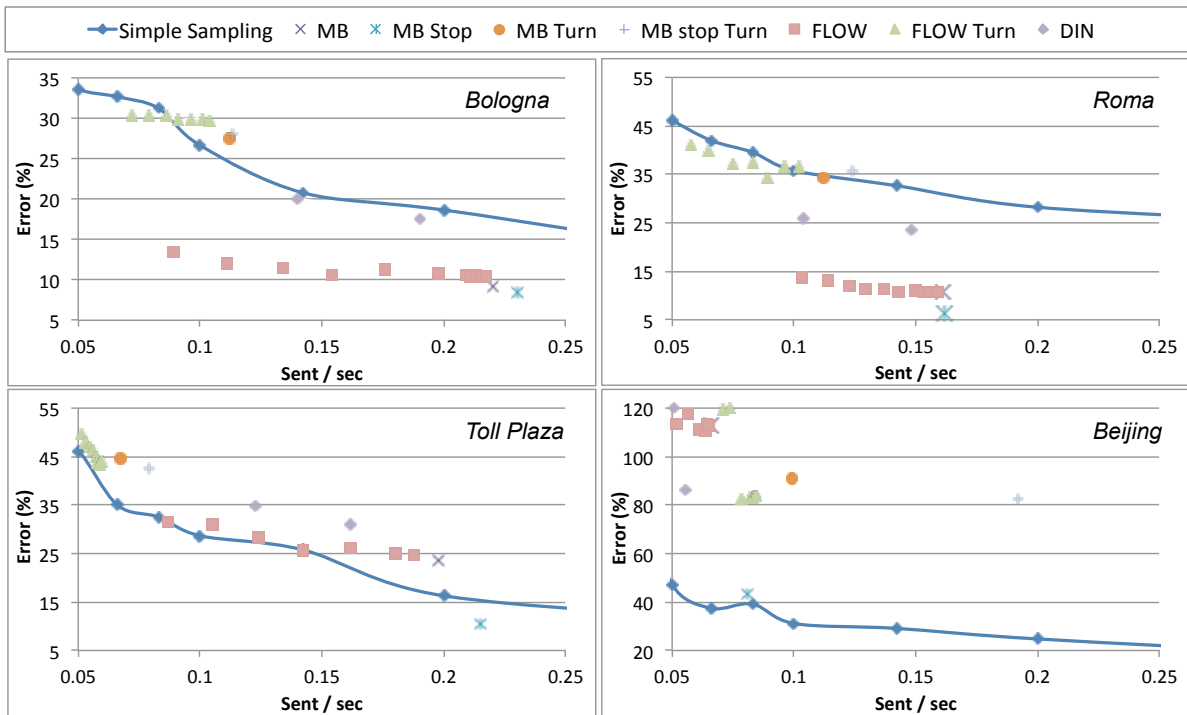 Simple Sampling MB MB Stop MB Turn MB stop Turn FLOW FLOW Turn DIN
Bologna
Error (%)
35
30
25
20
15
10
5
0.05 0.1 0.15 0.2 0.25
Sent / sec
Roma
Error (%)
55
45
35
25
15
5
0.05 0.1 0.15 0.2 0.25
Sent / sec
Toll Plaza
Error (%)
55
45
35
25
15
5
0.05 0.1 0.15 0.2 0.25
Sent / sec
Beijing
Error (%)
120
100
80
60
40
20
0.05 0.1 0.15 0.2 0.25
Sent / sec